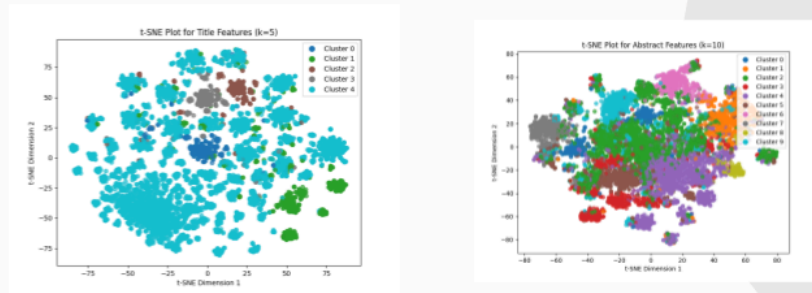 t-SNE Plot for Title Features (k=5)
Cluster 0
Cluster 1
Cluster 2
Cluster 3
Cluster 4
75
50
25
0
−25
−50
−75
t-SNE Dimension 2
−75 −50 −25 0 25 50 75
t-SNE Dimension 1
t-SNE Plot for Abstract Features (k=10)
Cluster 0
Cluster 1
Cluster 2
Cluster 3
Cluster 4
Cluster 5
Cluster 6
Cluster 7
Cluster 8
Cluster 9
80
60
40
20
0
−20
−40
−60
−80
t-SNE Dimension 2
−80 −60 −40 −20 0 20 40 60 80
t-SNE Dimension 1